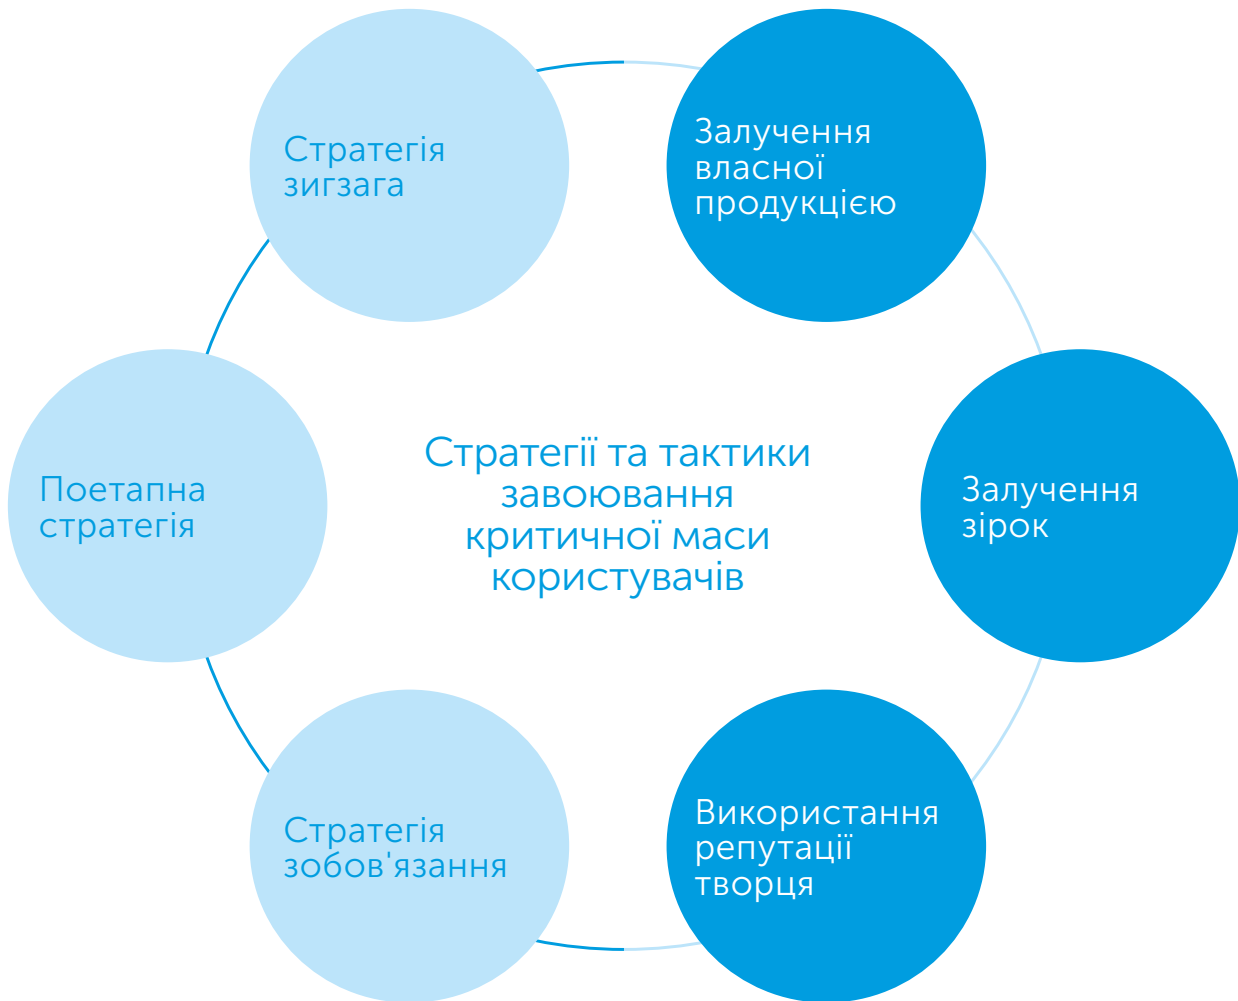 Стратегія
зигзага
Залучення
власної
продукцією
Поетапна
стратегія
Стратегії та тактики
завоювання
критичної маси
користувачів
Залучення
зірок
Стратегія
зобов'язання
Використання
репутації
творця